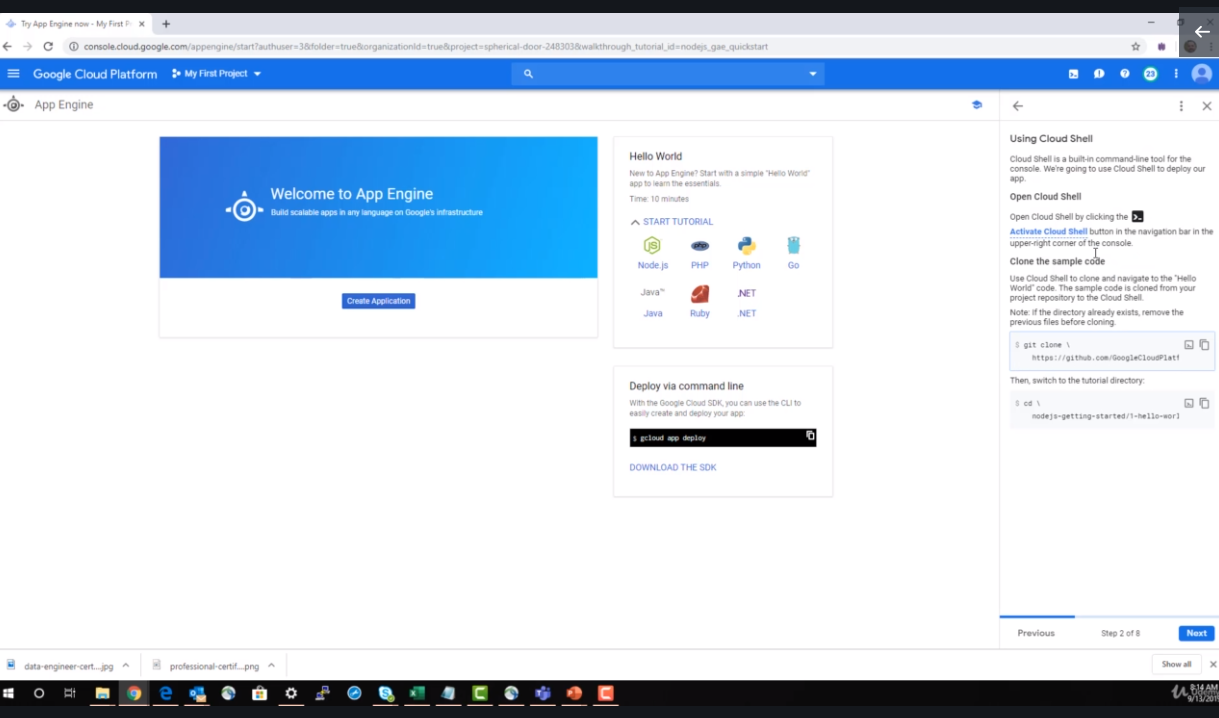 Try App Engine now - My First P
console.cloud.google.com/appengine/start?authuser=3&folder=true&organizationId=true&project=spherical-door-248303&walkthrough_tutorial_id=nodejs_gae_quickstart
Google Cloud Platform
My First Project
23
App Engine
Welcome to App Engine
Build scalable apps in any language on Google's infrastructure
Create Application
Hello World
New to App Engine? Start with a simple "Hello World"
app to learn the essentials.
Time: 10 minutes
START TUTORIAL
JS
php
Node.js
PHP
Python
Go
Java™
.NET
Java
Ruby
.NET
Deploy via command line
With the Google Cloud SDK, you can use the CLI to
easily create and deploy your app:
$ gcloud app deploy
DOWNLOAD THE SDK
Using Cloud Shell
Cloud Shell is a built-in command-line tool for the
console. We're going to use Cloud Shell to deploy our
app.
Open Cloud Shell
Open Cloud Shell by clicking the
Activate Cloud Shell button in the navigation bar in the
upper-right corner of the console.
Clone the sample code
Use Cloud Shell to clone and navigate to the "Hello
World" code. The sample code is cloned from your
project repository to the Cloud Shell.
Note: If the directory already exists, remove the
previous files before cloning.
$ git clone \
https://github.com/GoogleCloudPlatf
Then, switch to the tutorial directory:
$ cd \
nodejs-getting-started/1-hello-worl
Previous
Step 2 of 8
Next
data-engineer-cert....jpg
professional-certif....png
Show all
8:14 AM
Udemy
9/13/201